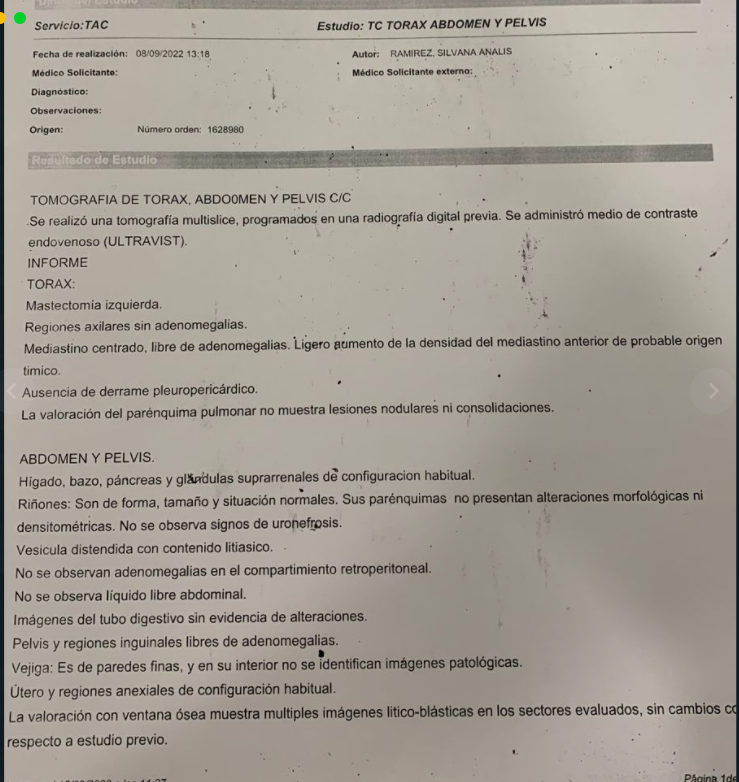 Servicio:TAC
Estudio: TC TORAX ABDOMEN Y PELVIS
Fecha de realización: 08/09/2022 13:18
Autor: RAMIREZ, SILVANA ANALIS
Médico Solicitante:
Médico Solicitante externo:
Diagnóstico:
Observaciones:
Origen:
Número orden: 1628980
Resultado de Estudio
TOMOGRAFIA DE TORAX, ABDO0MEN Y PELVIS C/C
Se realizó una tomografía multislice, programados en una radiografía digital previa. Se administró medio de contraste
endovenoso (ULTRAVIST).
INFORME
TORAX:
Mastectomía izquierda.
Regiones axilares sin adenomegalias.
Mediastino centrado, libre de adenomegalias. Ligero aumento de la densidad del mediastino anterior de probable origen
timico.
Ausencia de derrame pleuropericárdico.
La valoración del parénquima pulmonar no muestra lesiones nodulares ni consolidaciones.
ABDOMEN Y PELVIS.
Hígado, bazo, páncreas y glándulas suprarrenales de configuracion habitual.
Riñones: Son de forma, tamaño y situación normales. Sus parénquimas no presentan alteraciones morfológicas ni
densitométricas. No se observa signos de uronefrosis.
Vesicula distendida con contenido litiasico.
No se observan adenomegalias en el compartimiento retroperitoneal.
No se observa líquido libre abdominal.
Imágenes del tubo digestivo sin evidencia de alteraciones.
Pelvis y regiones inguinales libres de adenomegalias.
Vejiga: Es de paredes finas, y en su interior no se identifican imágenes patológicas.
Útero y regiones anexiales de configuración habitual.
La valoración con ventana ósea muestra multiples imágenes litico-blásticas en los sectores evaluados, sin cambios co
respecto a estudio previo.
Página 1de